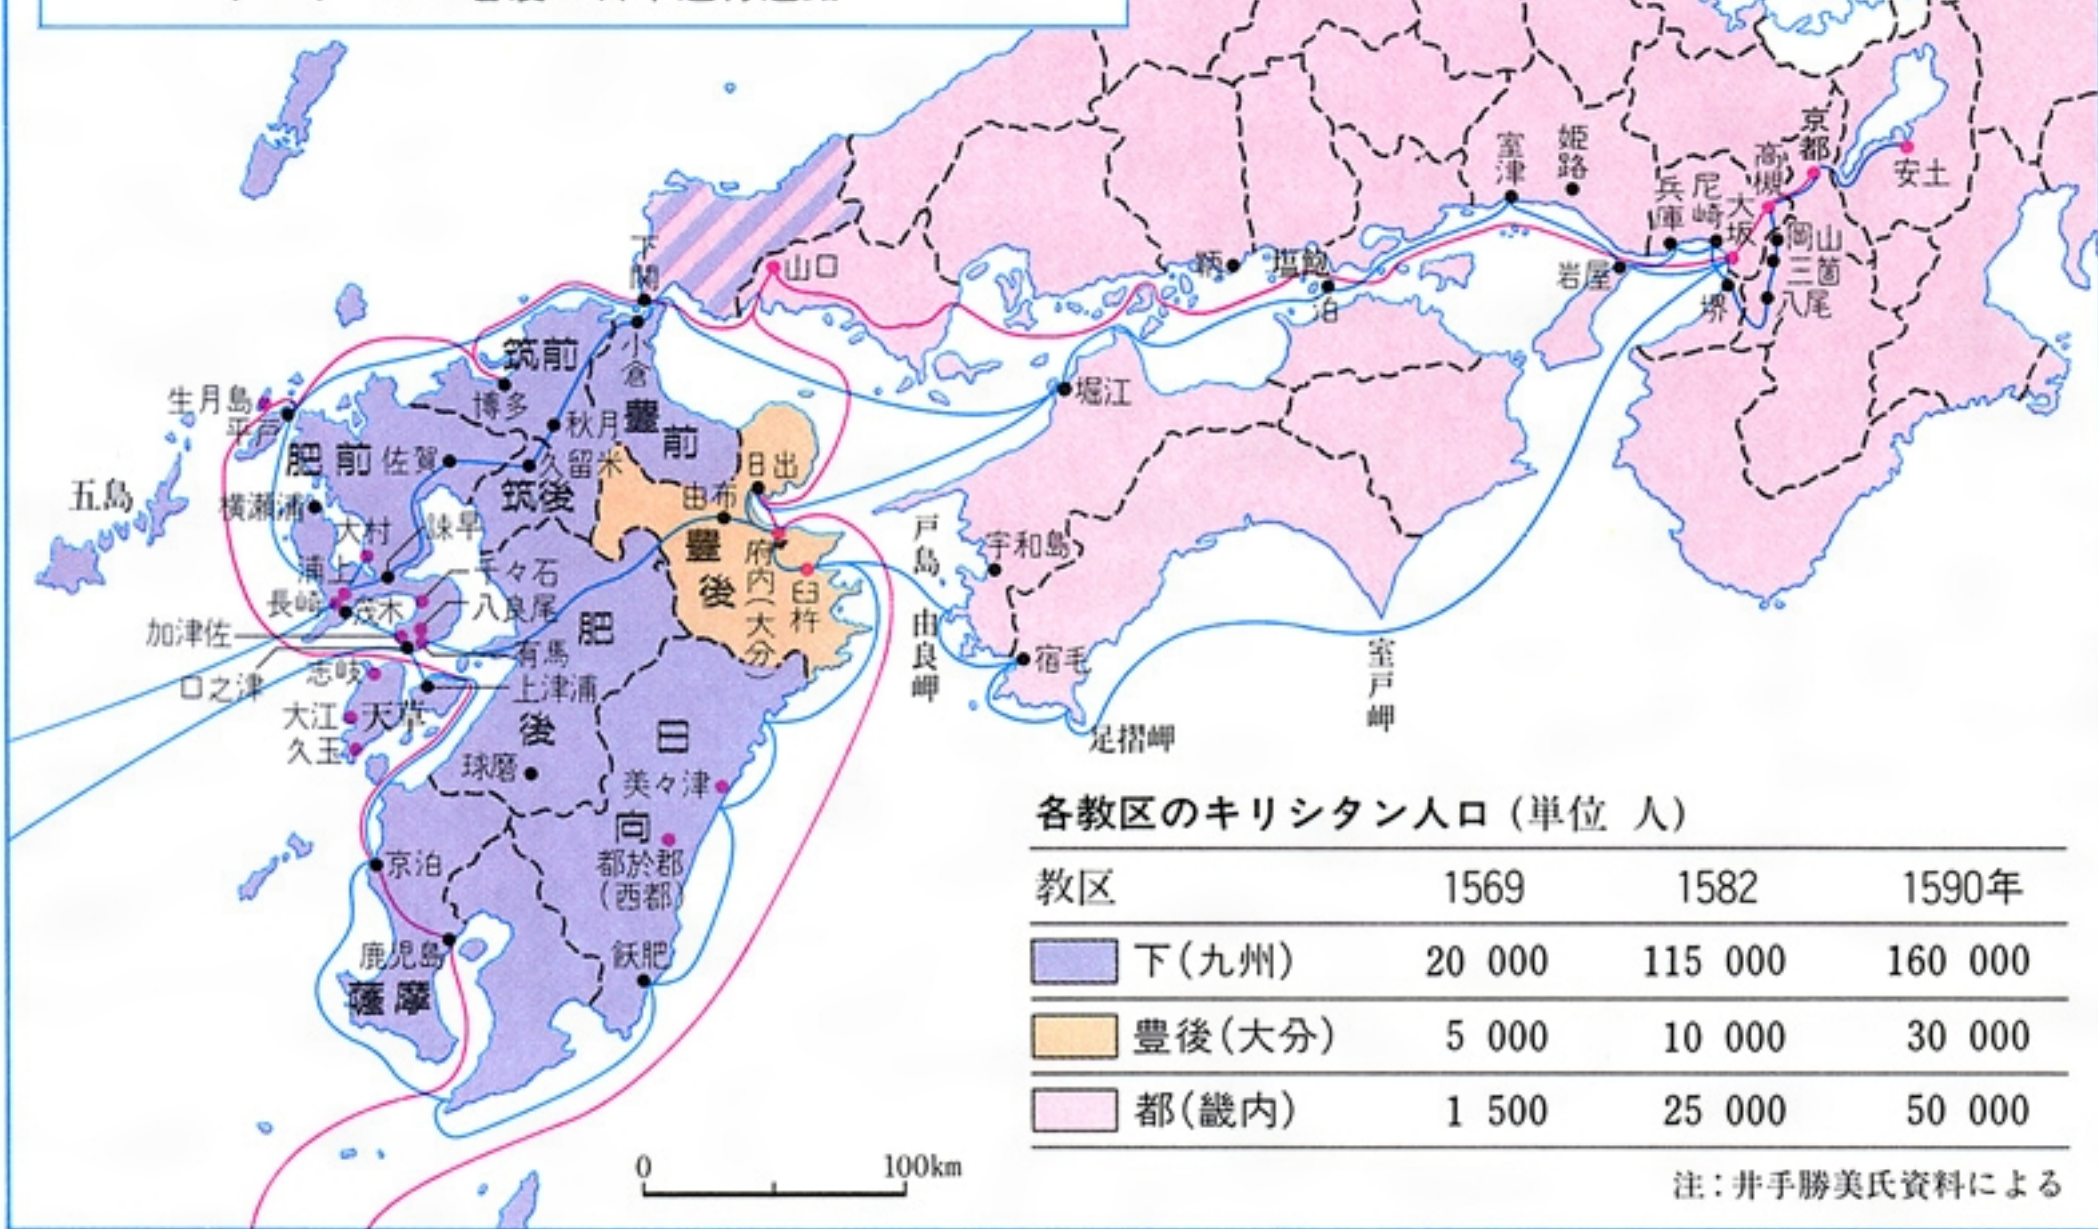 京都
安土
高槻
室津
姫路
兵庫
尼崎
大坂
岡山
三箇
八尾
堺
岩屋
塩飽
泊
鞆
山口
下関
小倉
筑前
博多
秋月
豊前
生月島
平戸
肥前
佐賀
久留米
筑後
日出
由布
豊後
府内(大分)
臼杵
堀江
五島
横瀬浦
大村
諫早
浦上
長崎
茂木
千々石
八良尾
加津佐
有馬
口之津
志岐
上津浦
大江
天草
久玉
肥後
球磨
日向
美々津
都於郡
(西都)
京泊
鹿児島
薩摩
飫肥
戸島
宇和島
由良岬
宿毛
足摺岬
室戸岬
各教区のキリシタン人口 (単位 人)
教区 1569 1582 1590年
下(九州) 20 000 115 000 160 000
豊後(大分) 5 000 10 000 30 000
都(畿内) 1 500 25 000 50 000
注:井手勝美氏資料による
0 100km